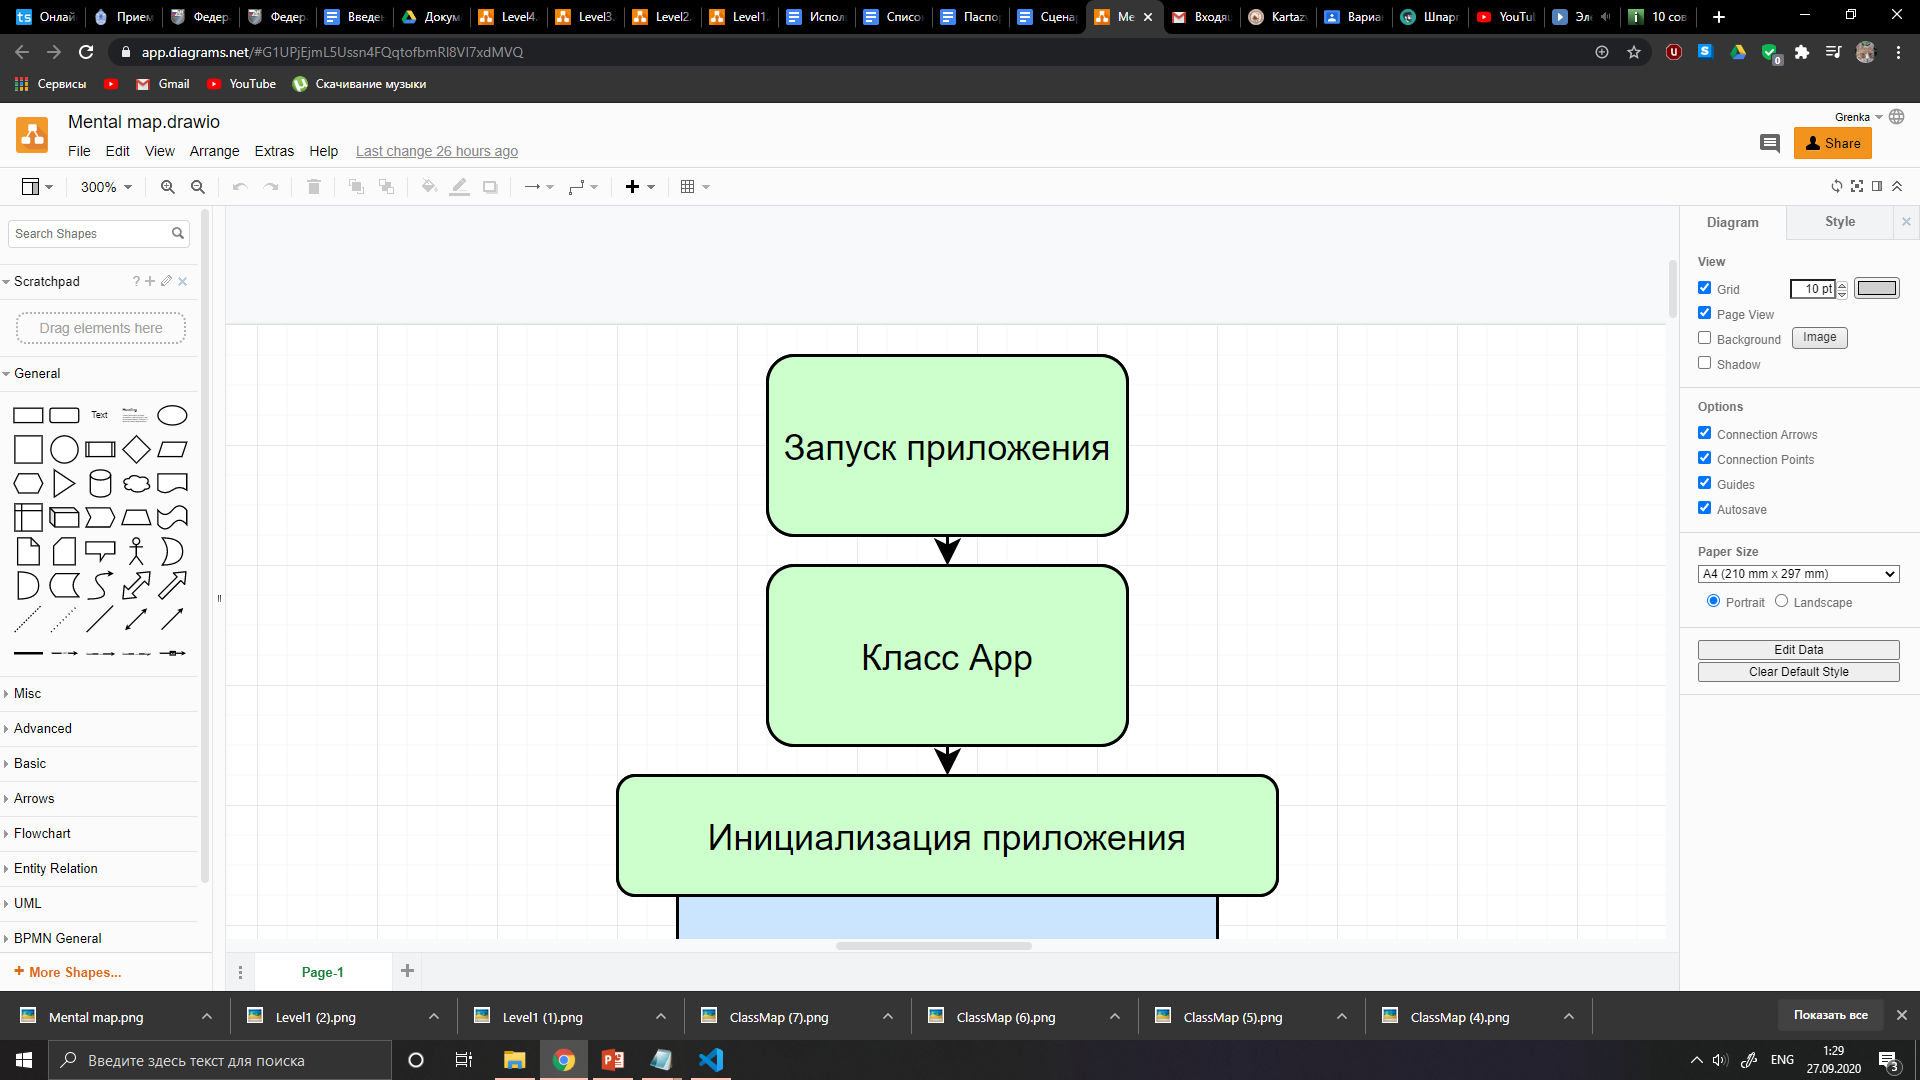 Онлай
Прием
Федер
Федер
Введе
Докум
Level4.
Level3.
Level2.
Level1.
Испол
Списо
Паспо
Сцена
Ме
Входя
Kartaz
Вариа
Шпарг
YouTu
Эл
10 сов
app.diagrams.net/#G1UPjEjmL5Ussn4FQqtofbmRl8VI7xdMVQ
0
Сервисы
Gmail
YouTube
Скачивание музыки
Mental map.drawio
Grenka
File Edit View Arrange Extras Help Last change 26 hours ago
Share
300%
Search Shapes
Scratchpad
Drag elements here
General
Text
Heading
Misc
Advanced
Basic
Arrows
Flowchart
Entity Relation
UML
BPMN General
+ More Shapes...
Запуск приложения
Класс App
Инициализация приложения
Page-1
Diagram
Style
View
Grid
10 pt
Page View
Background
Image
Shadow
Options
Connection Arrows
Connection Points
Guides
Autosave
Paper Size
A4 (210 mm x 297 mm)
Portrait
Landscape
Edit Data
Clear Default Style
Mental map.png
Level1 (2).png
Level1 (1).png
ClassMap (7).png
ClassMap (6).png
ClassMap (5).png
ClassMap (4).png
Показать все
Введите здесь текст для поиска
ENG
1:29
27.09.2020
3